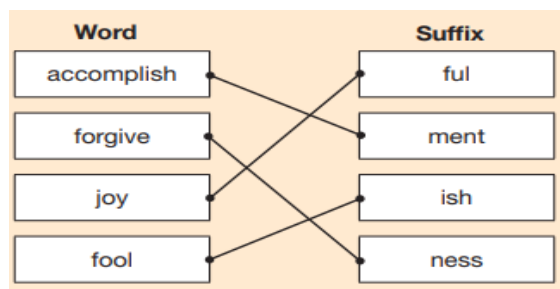 Word Suffix
accomplish ful
forgive ment
joy ish
fool ness